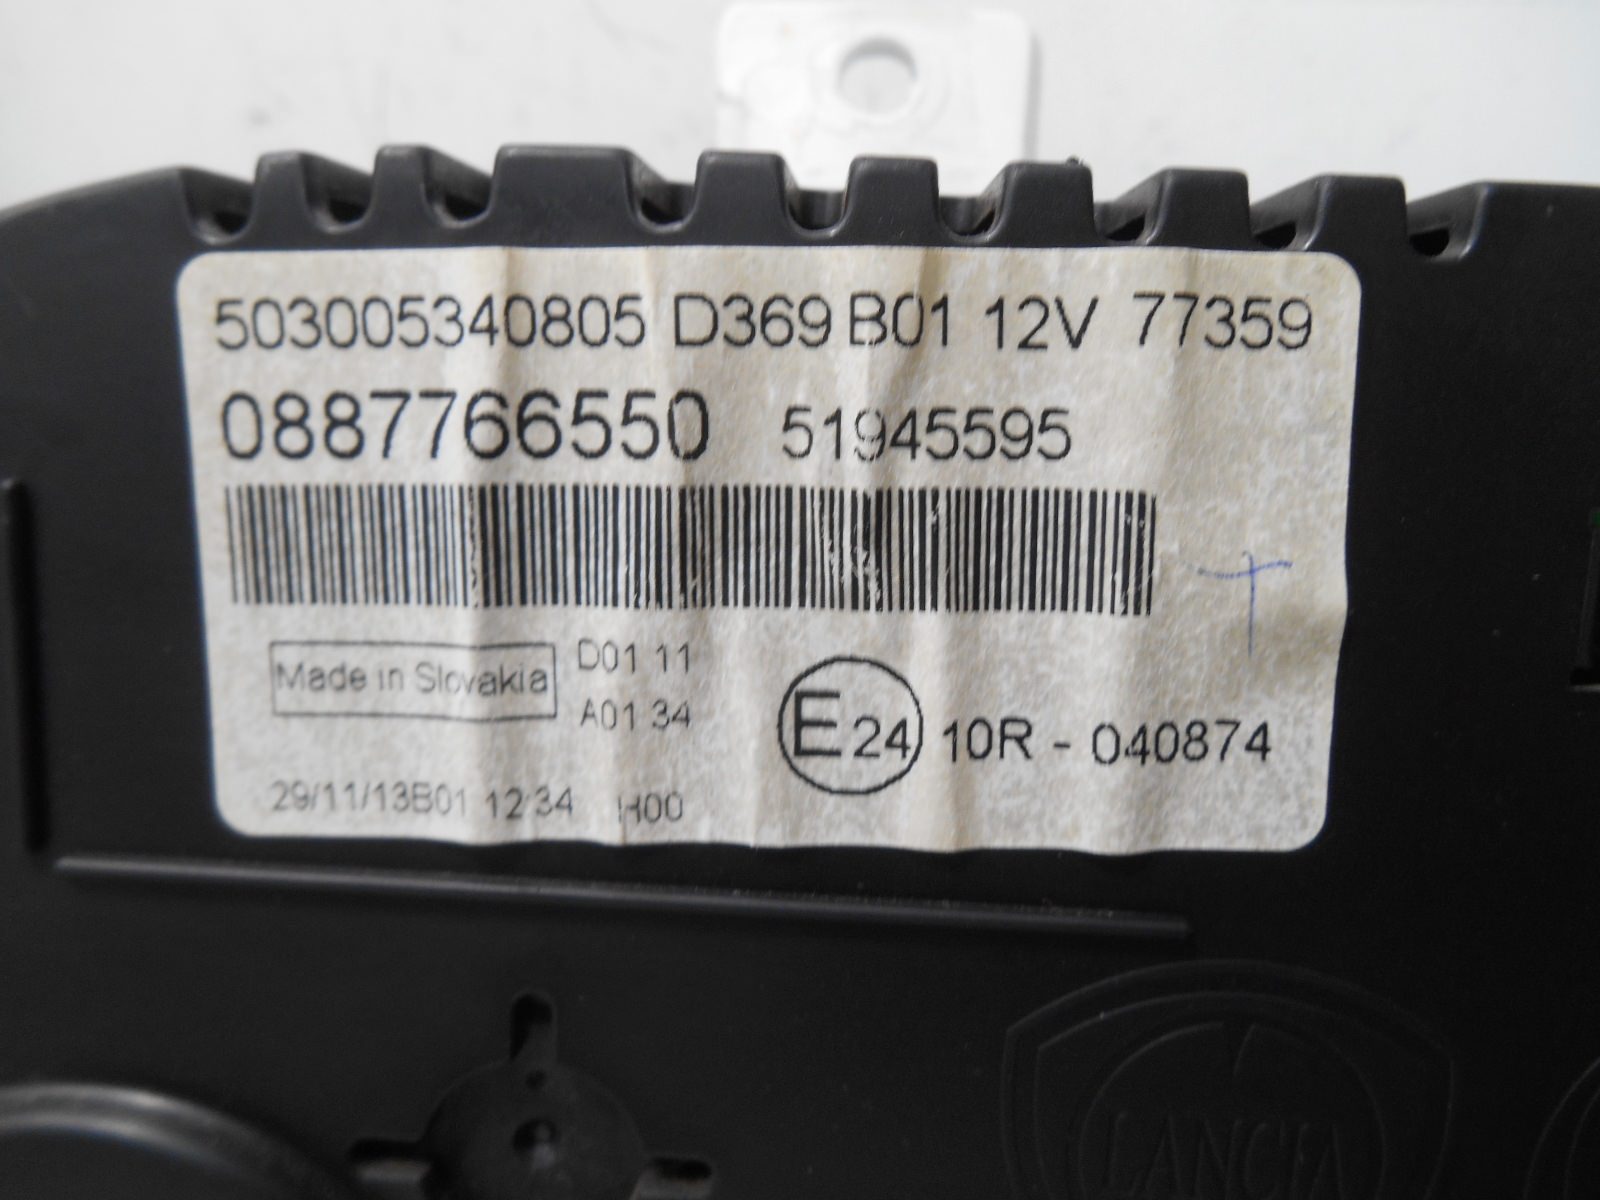 503005340805 D369 B01 12V 77359
0887766550 51945595
Made in Slovakia
D01 11
A01 34
E 24 10R - 040874
29/11/13B01 12:34 H00
LANCIA